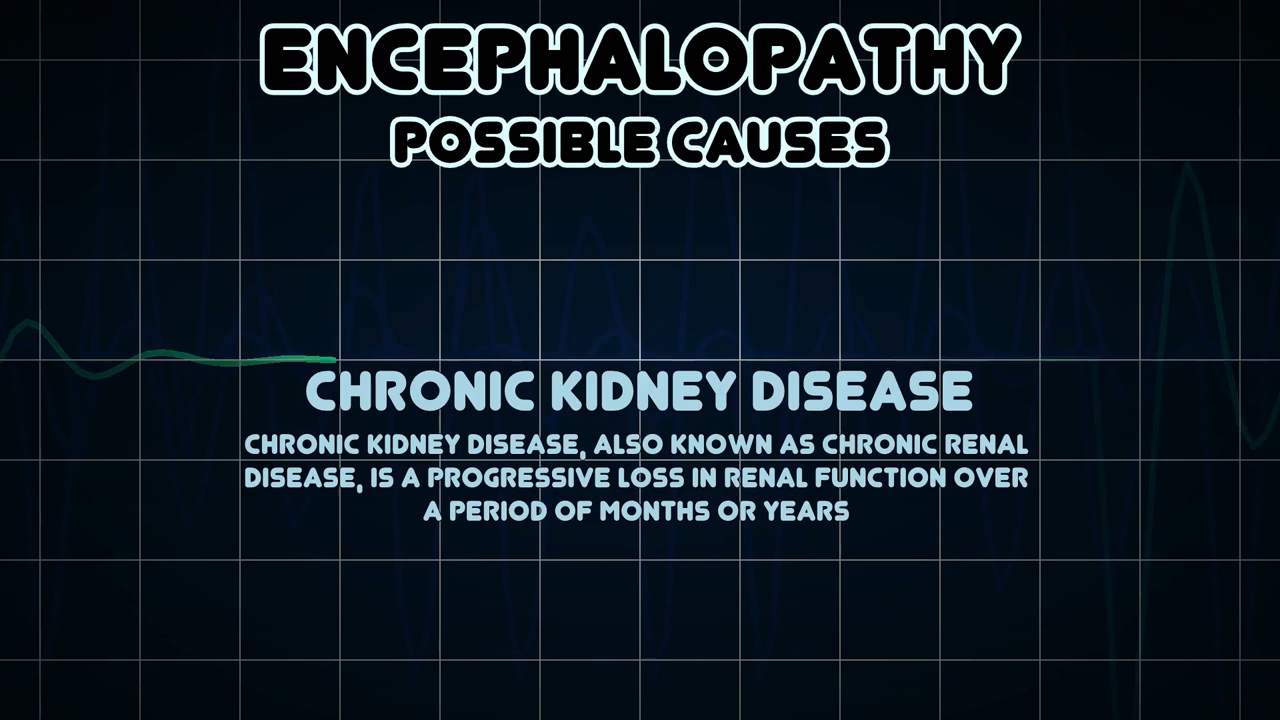 ENCEPHALOPATHY
POSSIBLE CAUSES
CHRONIC KIDNEY DISEASE
CHRONIC KIDNEY DISEASE, ALSO KNOWN AS CHRONIC RENAL
DISEASE, IS A PROGRESSIVE LOSS IN RENAL FUNCTION OVER
A PERIOD OF MONTHS OR YEARS